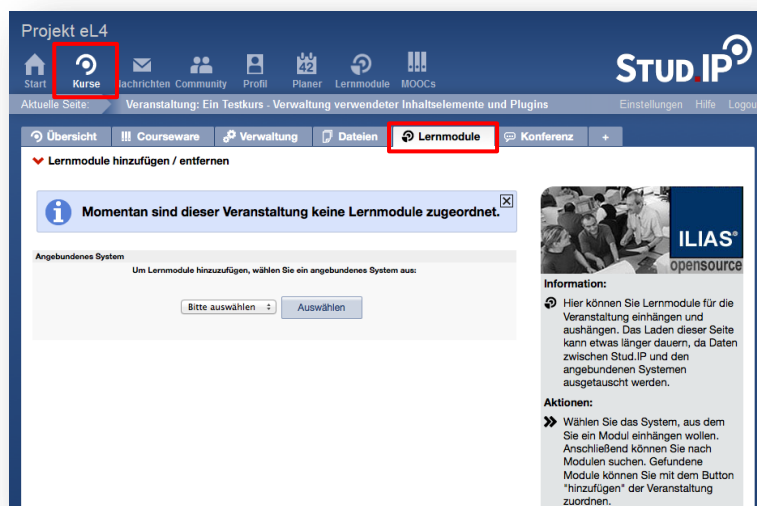 Projekt eL4
Start Kurse Nachrichten Community Profil Planer Lernmodule MOOCs
42
STUD.IP
Aktuelle Seite: Veranstaltung: Ein Testkurs - Verwaltung verwendeter Inhaltselemente und Plugins Einstellungen Hilfe Logou
Übersicht Courseware Verwaltung Dateien Lernmodule Konferenz +
Lernmodule hinzufügen / entfernen
Momentan sind dieser Veranstaltung keine Lernmodule zugeordnet.
Angebundenes System
Um Lernmodule hinzuzufügen, wählen Sie ein angebundenes System aus:
Bitte auswählen Auswählen
ILIAS®
opensource
Information:
Hier können Sie Lernmodule für die
Veranstaltung einhängen und
aushängen. Das Laden dieser Seite
kann etwas länger dauern, da Daten
zwischen Stud.IP und den
angebundenen Systemen
ausgetauscht werden.
Aktionen:
Wählen Sie das System, aus dem
Sie ein Modul einhängen wollen.
Anschließend können Sie nach
Modulen suchen. Gefundene
Module können Sie mit dem Button
"hinzufügen" der Veranstaltung
zuordnen.